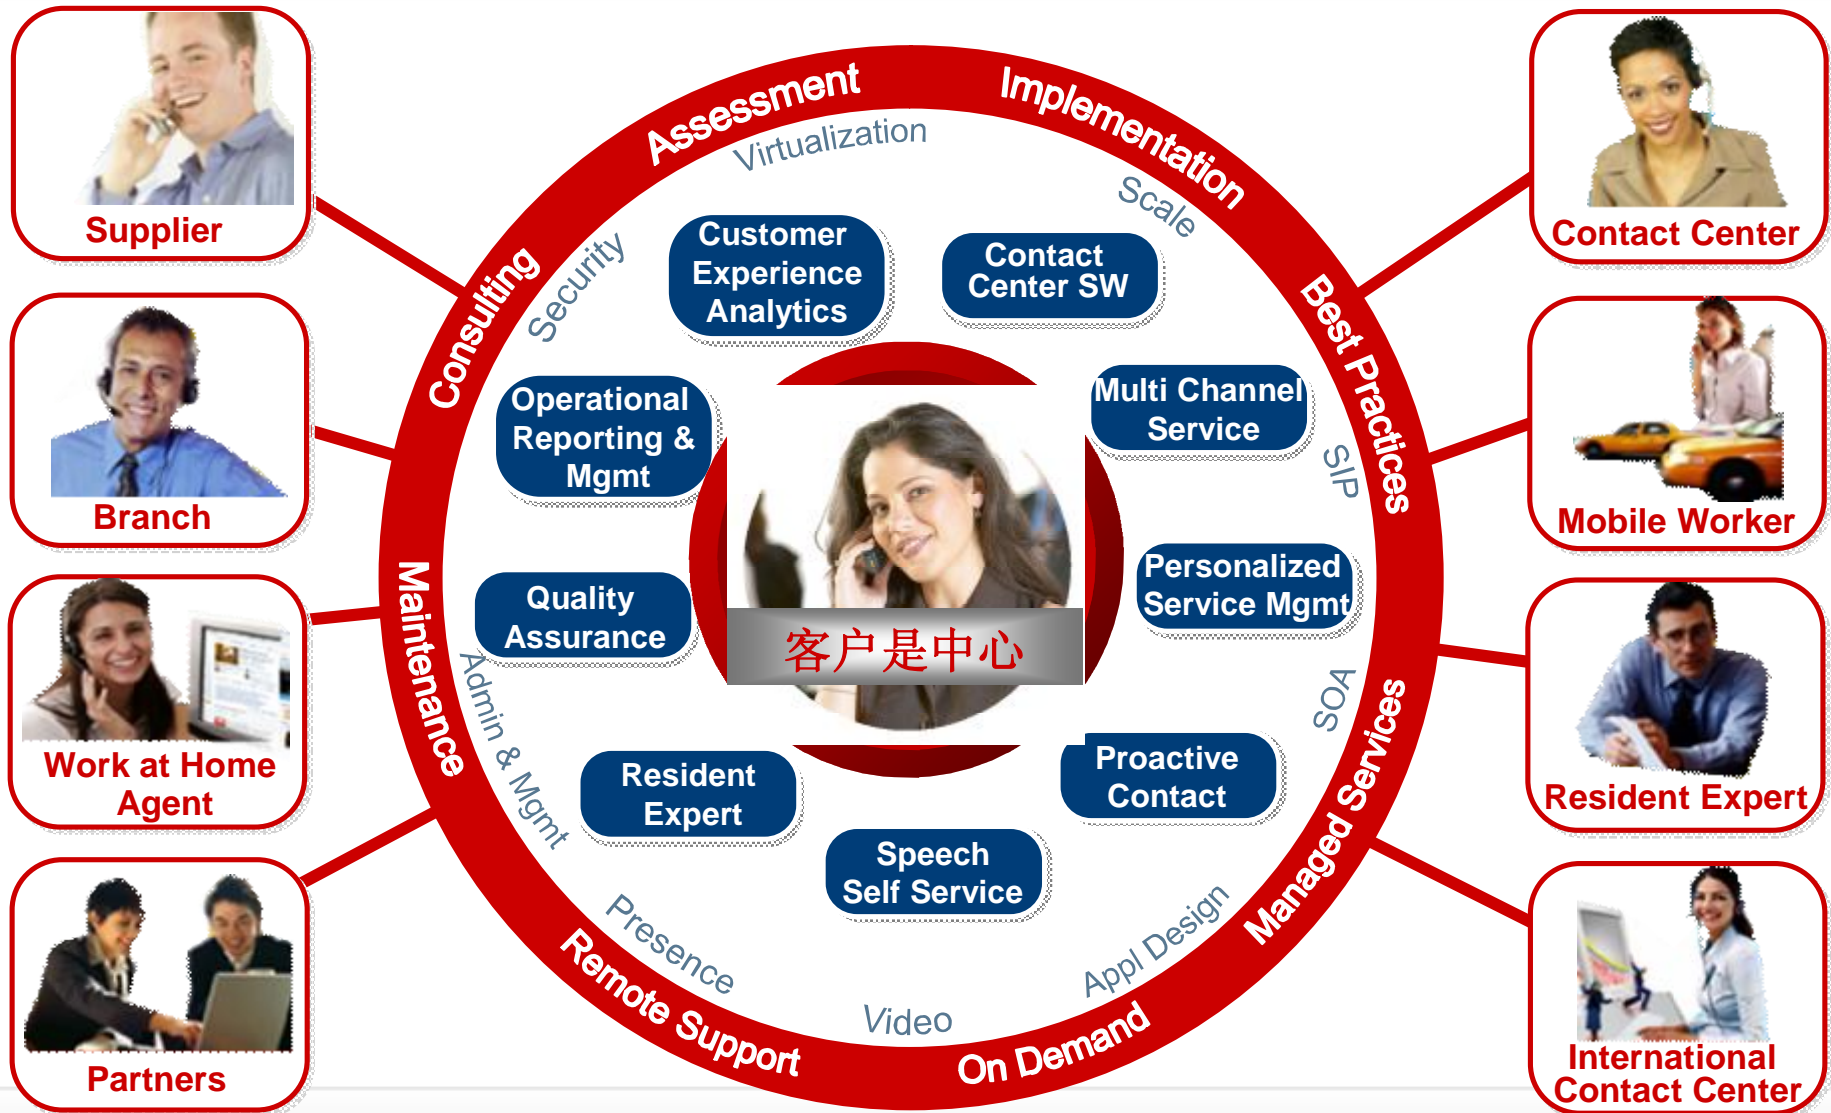 Supplier
Branch
Work at Home
Agent
Partners
Assessment
Implementation
Consulting
Best Practices
Maintenance
Managed Services
Remote Support
On Demand
Virtualization
Scale
Security
SIP
SOA
Admin & Mgmt
Presence
Video
Appl Design
Customer
Experience
Analytics
Contact
Center SW
Operational
Reporting &
Mgmt
Multi Channel
Service
Quality
Assurance
Personalized
Service Mgmt
客户是中心
Resident
Expert
Proactive
Contact
Speech
Self Service
Contact Center
Mobile Worker
Resident Expert
International
Contact Center